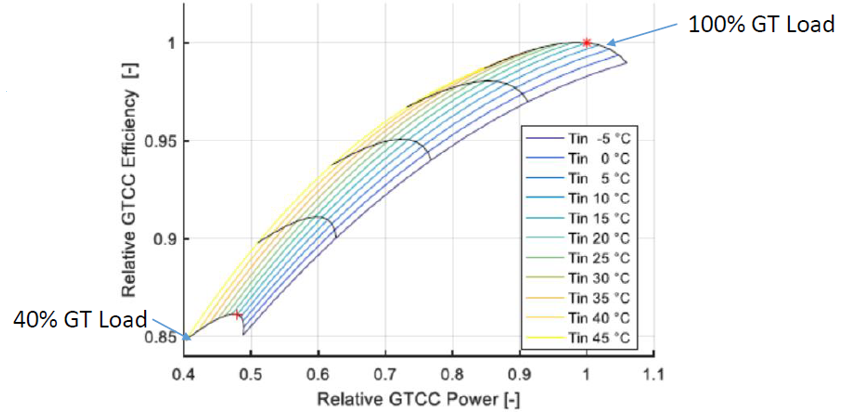 100% GT Load
Relative GTCC Efficiency [-]
1
0.95
0.9
0.85
40% GT Load
Tin -5 °C
Tin 0 °C
Tin 5 °C
Tin 10 °C
Tin 15 °C
Tin 20 °C
Tin 25 °C
Tin 30 °C
Tin 35 °C
Tin 40 °C
Tin 45 °C
0.4 0.5 0.6 0.7 0.8 0.9 1 1.1
Relative GTCC Power [-]